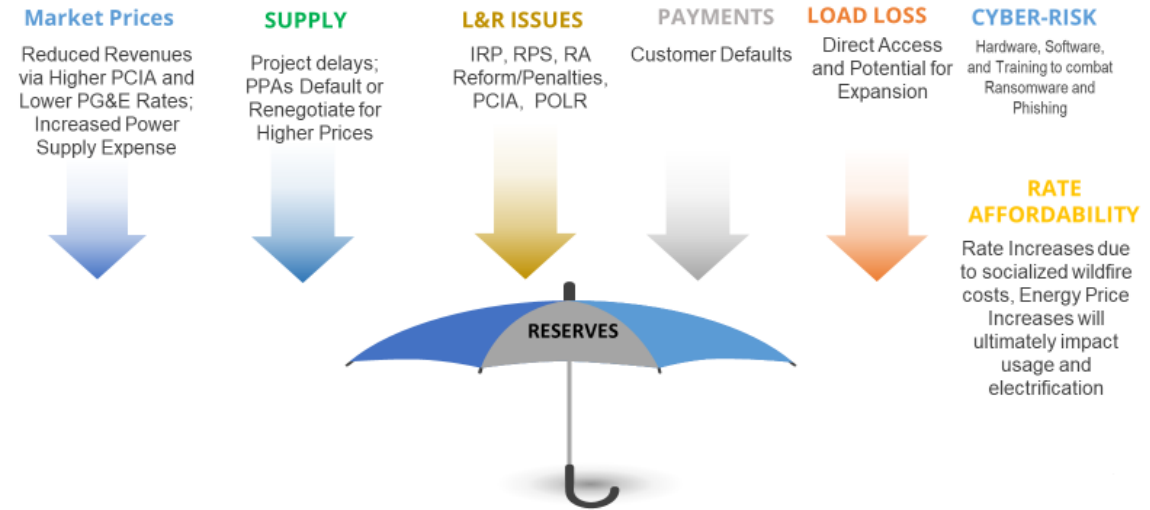 Market Prices
Reduced Revenues
via Higher PCIA and
Lower PG&E Rates;
Increased Power
Supply Expense
SUPPLY
Project delays;
PPAs Default or
Renegotiate for
Higher Prices
L&R ISSUES
IRP, RPS, RA
Reform/Penalties,
PCIA, POLR
PAYMENTS
Customer Defaults
LOAD LOSS
Direct Access
and Potential for
Expansion
CYBER-RISK
Hardware, Software,
and Training to combat
Ransomware and
Phishing
RATE
AFFORDABILITY
Rate Increases due
to socialized wildfire
costs, Energy Price
Increases will
ultimately impact
usage and
electrification
RESERVES